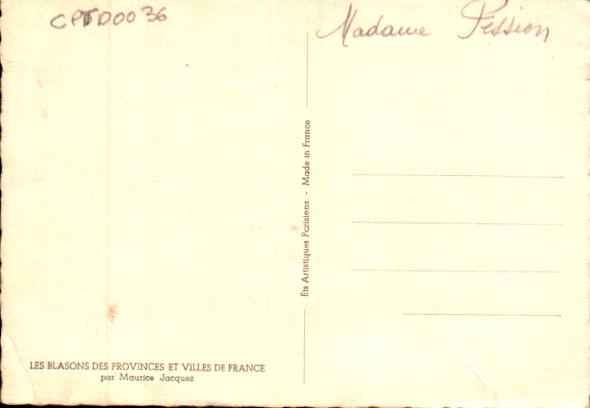 CPTD0036
Madame Pession
Ets Artistiques Parisiens - Made in France
LES BLASONS DES PROVINCES ET VILLES DE FRANCE
par Maurice Jacquez